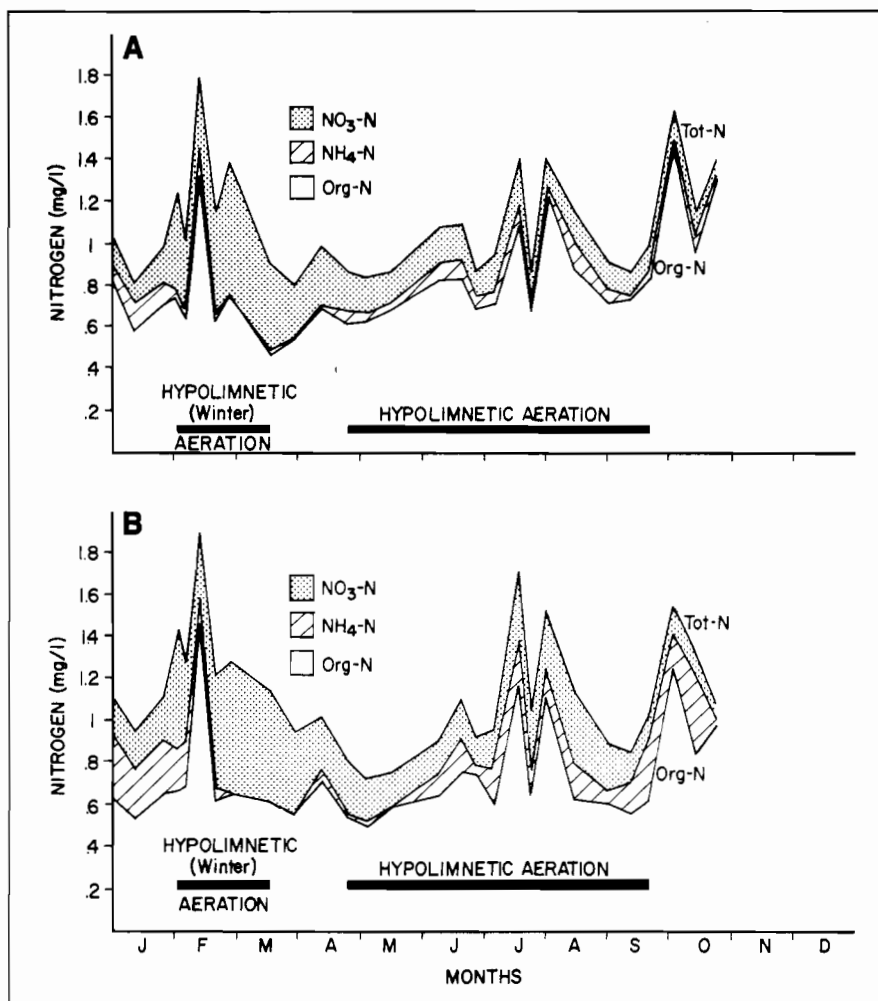 A
1.8
1.6
1.4
1.2
1
.8
.6
.4
.2
NITROGEN (mg/l)
NO3-N
NH4-N
Org-N
Tot-N
Org-N
HYPOLIMNETIC
(Winter)
AERATION
HYPOLIMNETIC AERATION
J F M A M J J A S O N D
B
1.8
1.6
1.4
1.2
1
.8
.6
.4
.2
NITROGEN (mg/l)
NO3-N
NH4-N
Org-N
Tot-N
Org-N
HYPOLIMNETIC
(Winter)
AERATION
HYPOLIMNETIC AERATION
J F M A M J J A S O N D
MONTHS